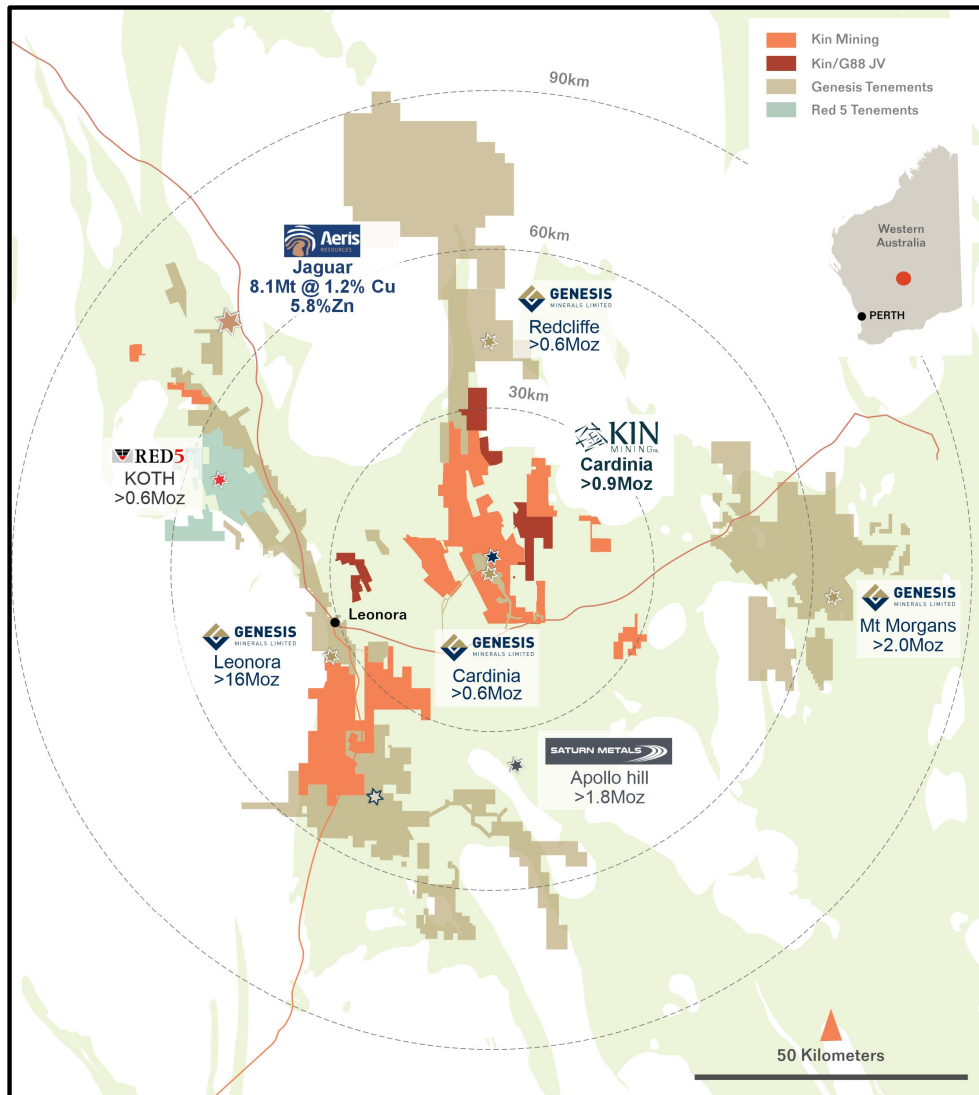 Kin Mining
Kin/G88 JV
Genesis Tenements
Red 5 Tenements
90km
Western
Australia
PERTH
60km
Aeris
RESOURCES
Jaguar
8.1Mt @ 1.2% Cu
5.8%Zn
GENESIS
MINERALS LIMITED
Redcliffe
>0.6Moz
30km
KIN
MINING NL
Cardinia
>0.9Moz
RED5
KOTH
>0.6Moz
GENESIS
MINERALS LIMITED
Mt Morgans
>2.0Moz
Leonora
GENESIS
MINERALS LIMITED
Leonora
>16Moz
GENESIS
MINERALS LIMITED
Cardinia
>0.6Moz
SATURN METALS
Apollo hill
>1.8Moz
50 Kilometers